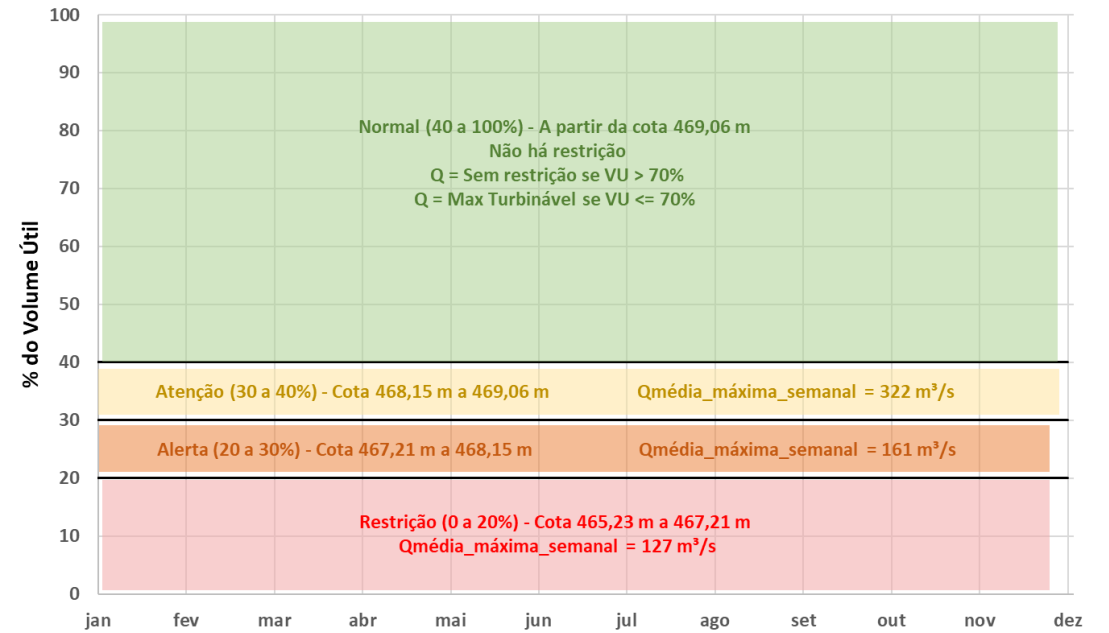 100
90
80
70
60
50
40
30
20
10
0
% do Volume Útil
Normal (40 a 100%) - A partir da cota 469,06 m
Não há restrição
Q = Sem restrição se VU > 70%
Q = Max Turbinável se VU <= 70%
Atenção (30 a 40%) - Cota 468,15 m a 469,06 m Qmédia_máxima_semanal = 322 m³/s
Alerta (20 a 30%) - Cota 467,21 m a 468,15 m Qmédia_máxima_semanal = 161 m³/s
Restrição (0 a 20%) - Cota 465,23 m a 467,21 m
Qmédia_máxima_semanal = 127 m³/s
jan fev mar abr mai jun jul ago set out nov dez